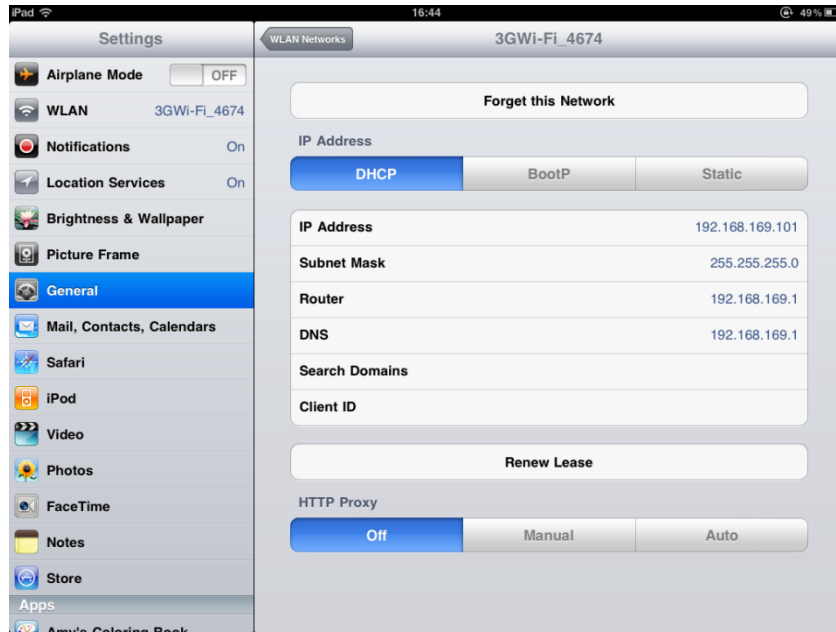 iPad 16:44 49%
Settings
Airplane Mode OFF
WLAN 3GWi-Fi_4674
Notifications On
Location Services On
Brightness & Wallpaper
Picture Frame
General
Mail, Contacts, Calendars
Safari
iPod
Video
Photos
FaceTime
Notes
Store
Apps
Amy's Coloring Book
WLAN Networks 3GWi-Fi_4674
Forget this Network
IP Address
DHCP BootP Static
IP Address 192.168.169.101
Subnet Mask 255.255.255.0
Router 192.168.169.1
DNS 192.168.169.1
Search Domains
Client ID
Renew Lease
HTTP Proxy
Off Manual Auto